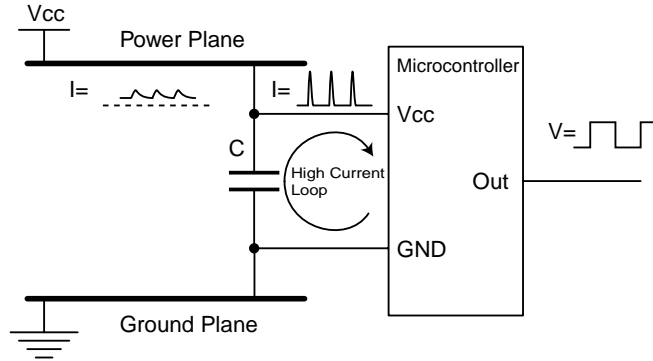 Vcc
Power Plane
Microcontroller
I=
I=
Vcc
V=
C
High Current
Loop
Out
GND
Ground Plane